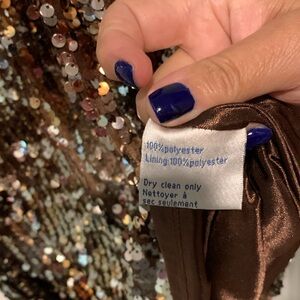 100%polyester
Lining:100%polyester
Dry clean only
Nettoyer à
sec seulement